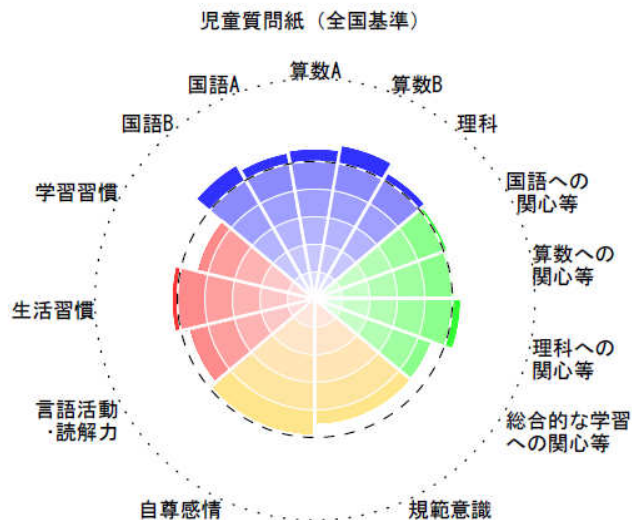 児童質問紙（全国基準）
算数A
算数B
理科
国語への
関心等
算数への
関心等
理科への
関心等
総合的な学習
への関心等
規範意識
自尊感情
言語活動
・読解力
生活習慣
学習習慣
国語B
国語A